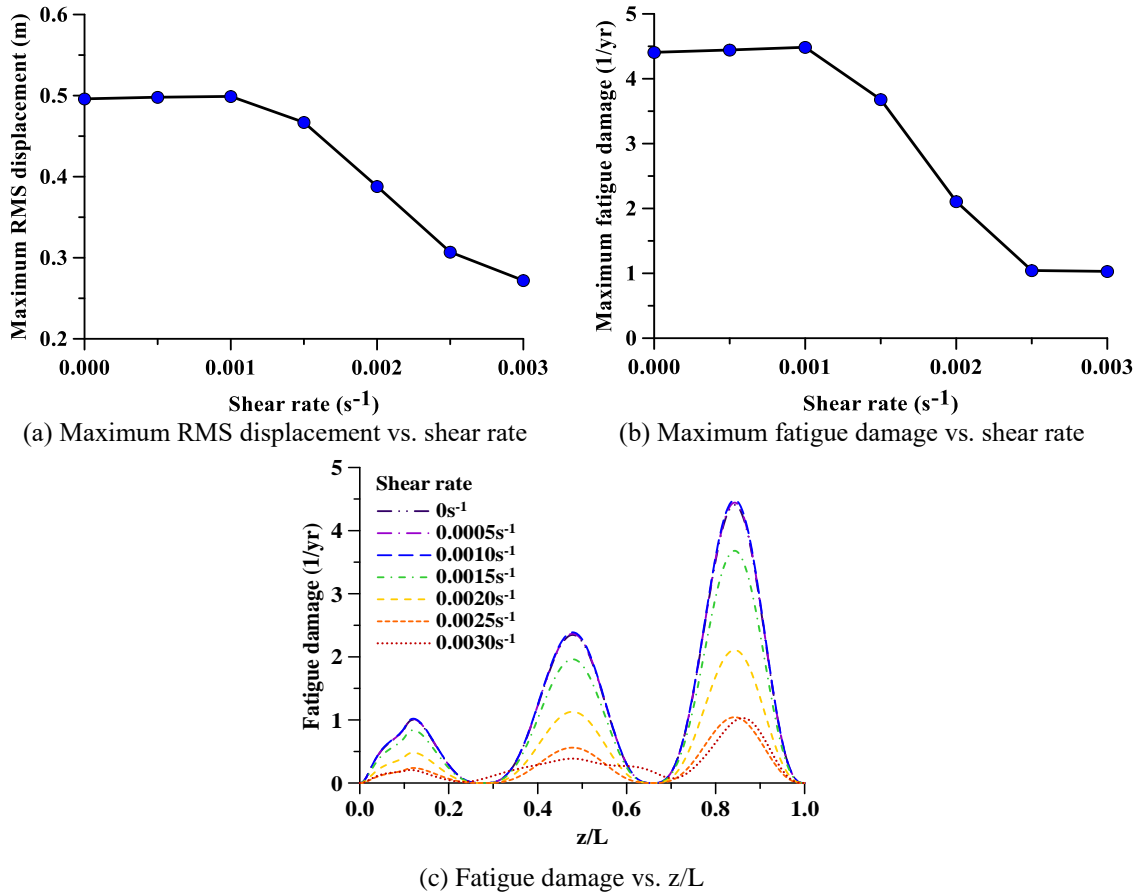 0.6
0.5
0.4
0.3
0.2
Maximum RMS displacement (m)
0.000
0.001
0.002
0.003
Shear rate (s⁻¹)
(a) Maximum RMS displacement vs. shear rate
5
4
3
2
1
0
Maximum fatigue damage (1/yr)
0.000
0.001
0.002
0.003
Shear rate (s⁻¹)
(b) Maximum fatigue damage vs. shear rate
5
4
3
2
1
0
Fatigue damage (1/yr)
Shear rate
0s⁻¹
0.0005s⁻¹
0.0010s⁻¹
0.0015s⁻¹
0.0020s⁻¹
0.0025s⁻¹
0.0030s⁻¹
0.0
0.2
0.4
0.6
0.8
1.0
z/L
(c) Fatigue damage vs. z/L